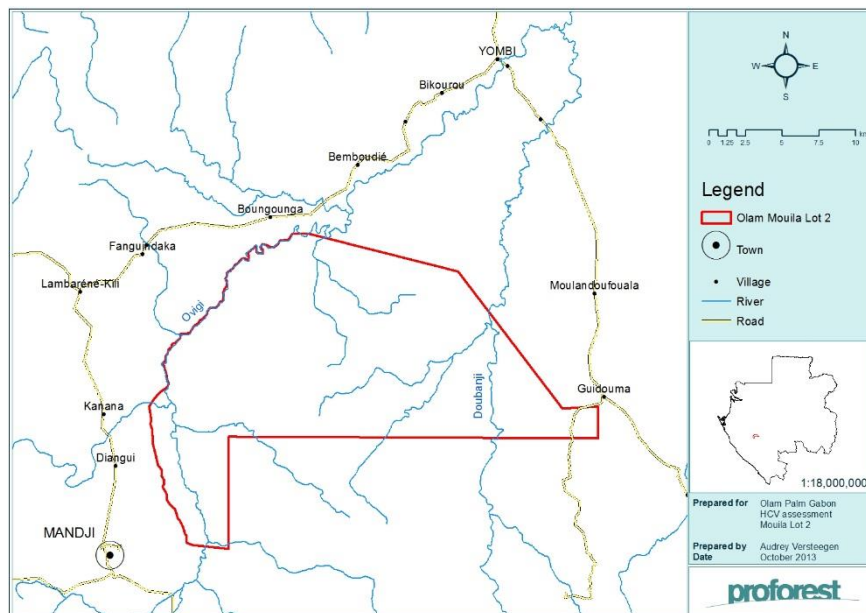 YOMBI
Bikourou
Bemboudié
Boungounga
Fanguindaka
Lambaréné-Kili
Ovigi
Moulandoufouala
Doubanji
Guidouma
Kanana
Diangui
MANDJI
N
W E
S
0 1.25 2.5 5 7.5 10
km
Legend
Olam Mouila Lot 2
Town
Village
River
Road
1:18,000,000
Prepared for Olam Palm Gabon
HCV assessment
Mouila Lot 2
Prepared by Audrey Versteegen
Date October 2013
proforest